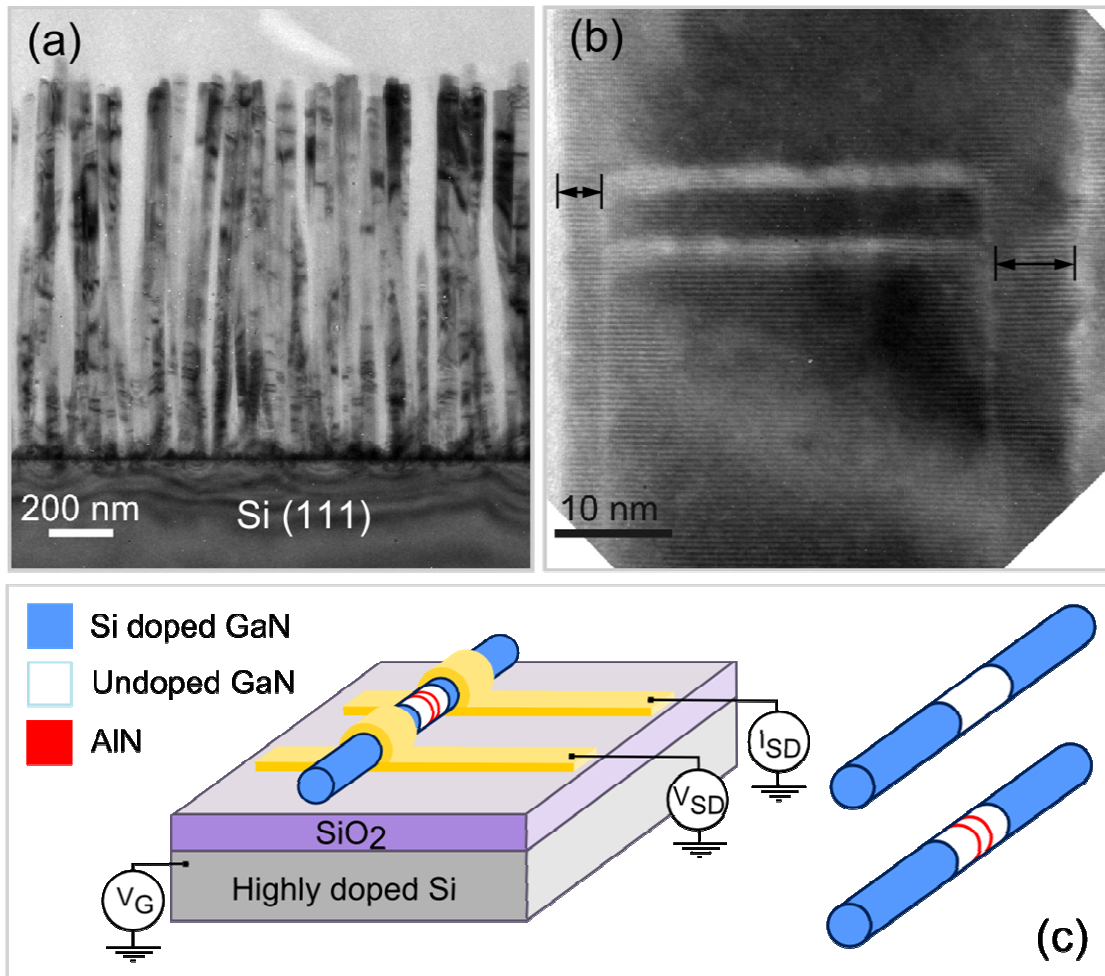 (a)
200 nm
Si (111)
(b)
10 nm
Si doped GaN
Undoped GaN
AlN
I_SD
V_SD
SiO2
Highly doped Si
V_G
(c)